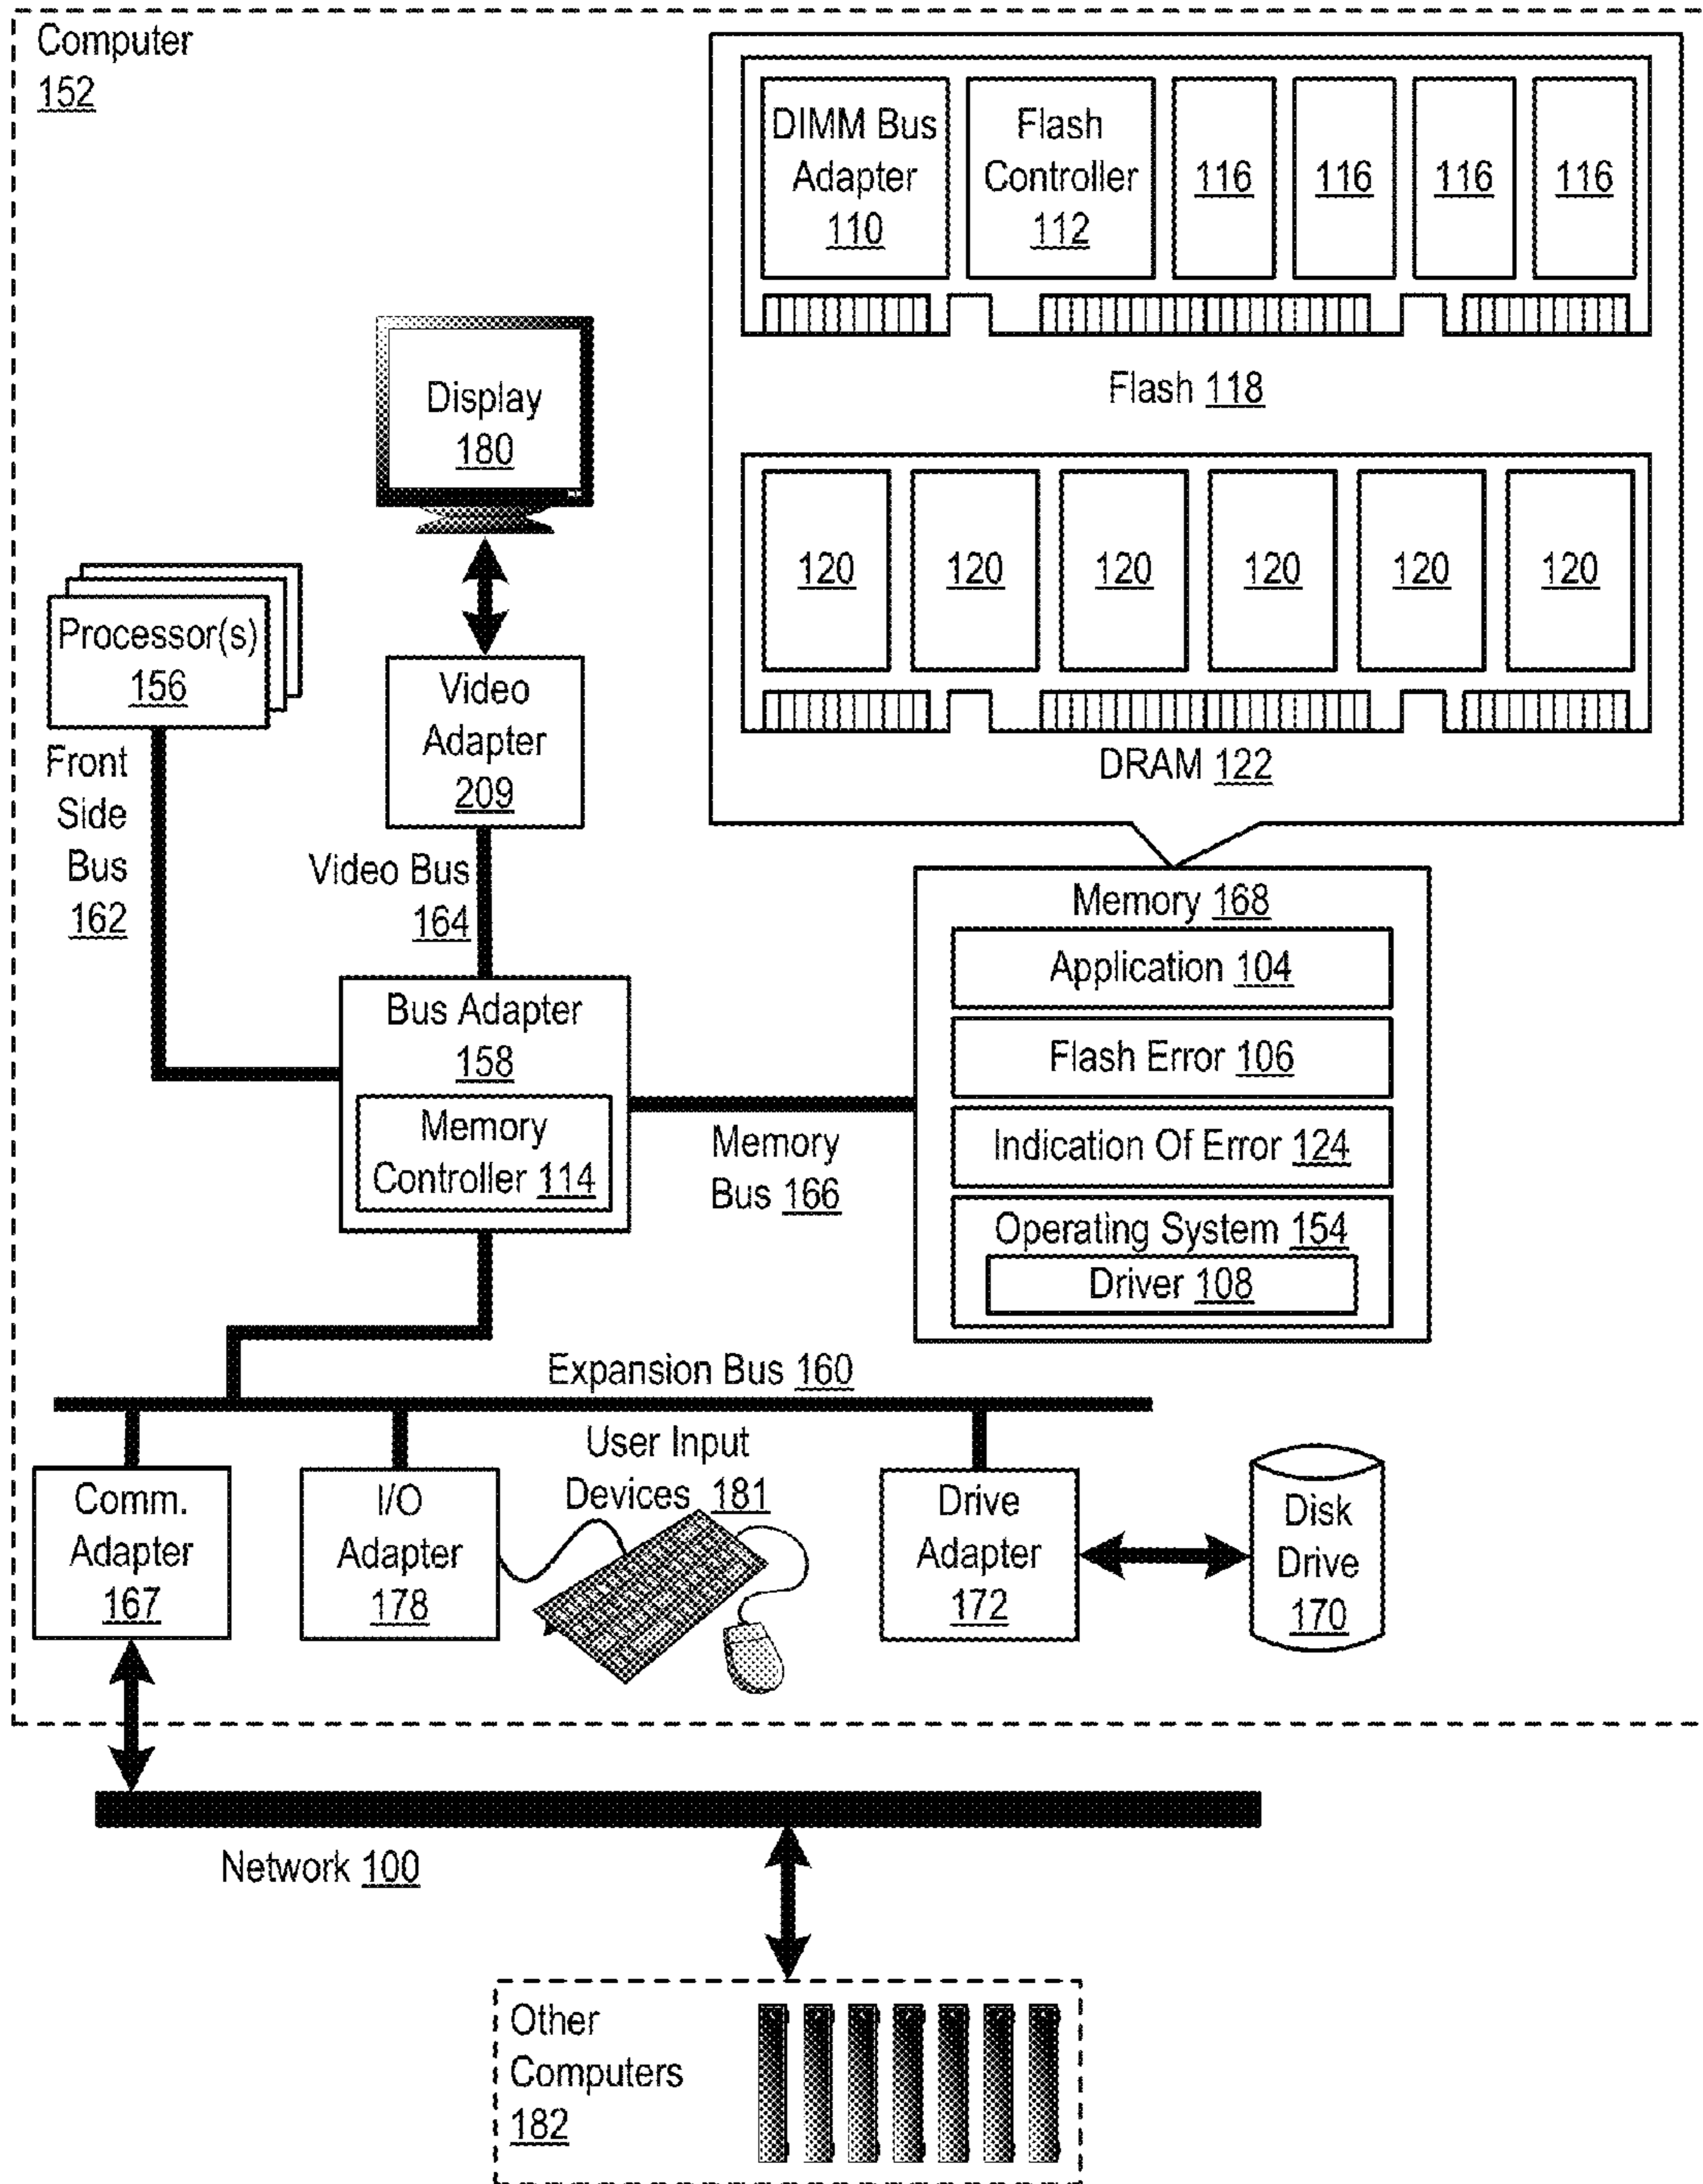 Computer
152
DIMM Bus
Adapter
110
Flash
Controller
112
116
116
116
116
Flash 118
Display
180
120
120
120
120
120
120
DRAM 122
Processor(s)
156
Video
Adapter
209
Front
Side
Bus
162
Video Bus
164
Memory 168
Application 104
Flash Error 106
Indication Of Error 124
Operating System 154
Driver 108
Bus Adapter
158
Memory
Controller 114
Memory
Bus 166
Expansion Bus 160
Comm.
Adapter
167
I/O
Adapter
178
User Input
Devices 181
Drive
Adapter
172
Disk
Drive
170
Network 100
Other
Computers
182